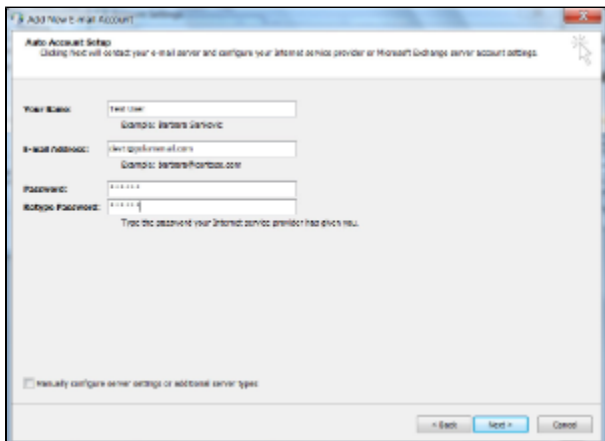 Add New E-mail Account
Auto Account Setup
Clicking Next will contact your e-mail server and configure your Internet service provider or Microsoft Exchange server account settings.
Your Name: Test User
Example: Barbara Sankovic
E-mail Address:
Example: barbara@contoso.com
Password: ******
Retype Password: ******
Type the password your Internet service provider has given you.
Manually configure server settings or additional server types
< Back Next > Cancel